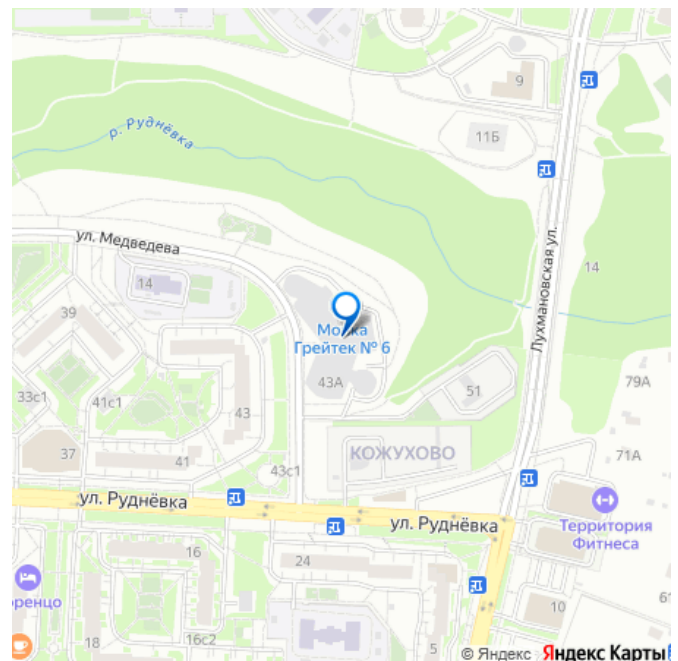 9
р. Руднёвка
11Б
ул. Медведева
Лухмановская ул.
14
14
39
Мойка
Грейтек № 6
79А
33с1
41с1
43
43А
51
37
41
КОЖУХОВО
71А
43с1
ул. Руднёвка
ул. Руднёвка
Территория
Фитнеса
16
24
10
61
оренцо
18
16с2
5
© Яндекс Яндекс Карты